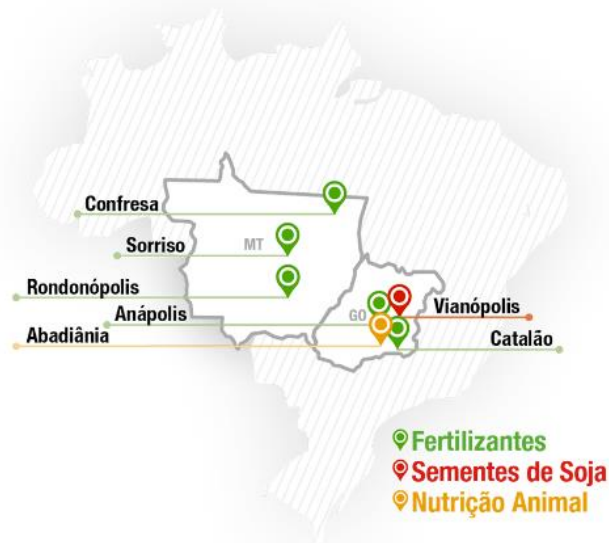 Confresa
Sorriso
MT
Rondonópolis
Anápolis
GO
Vianópolis
Abadiânia
Catalão
Fertilizantes
Sementes de Soja
Nutrição Animal